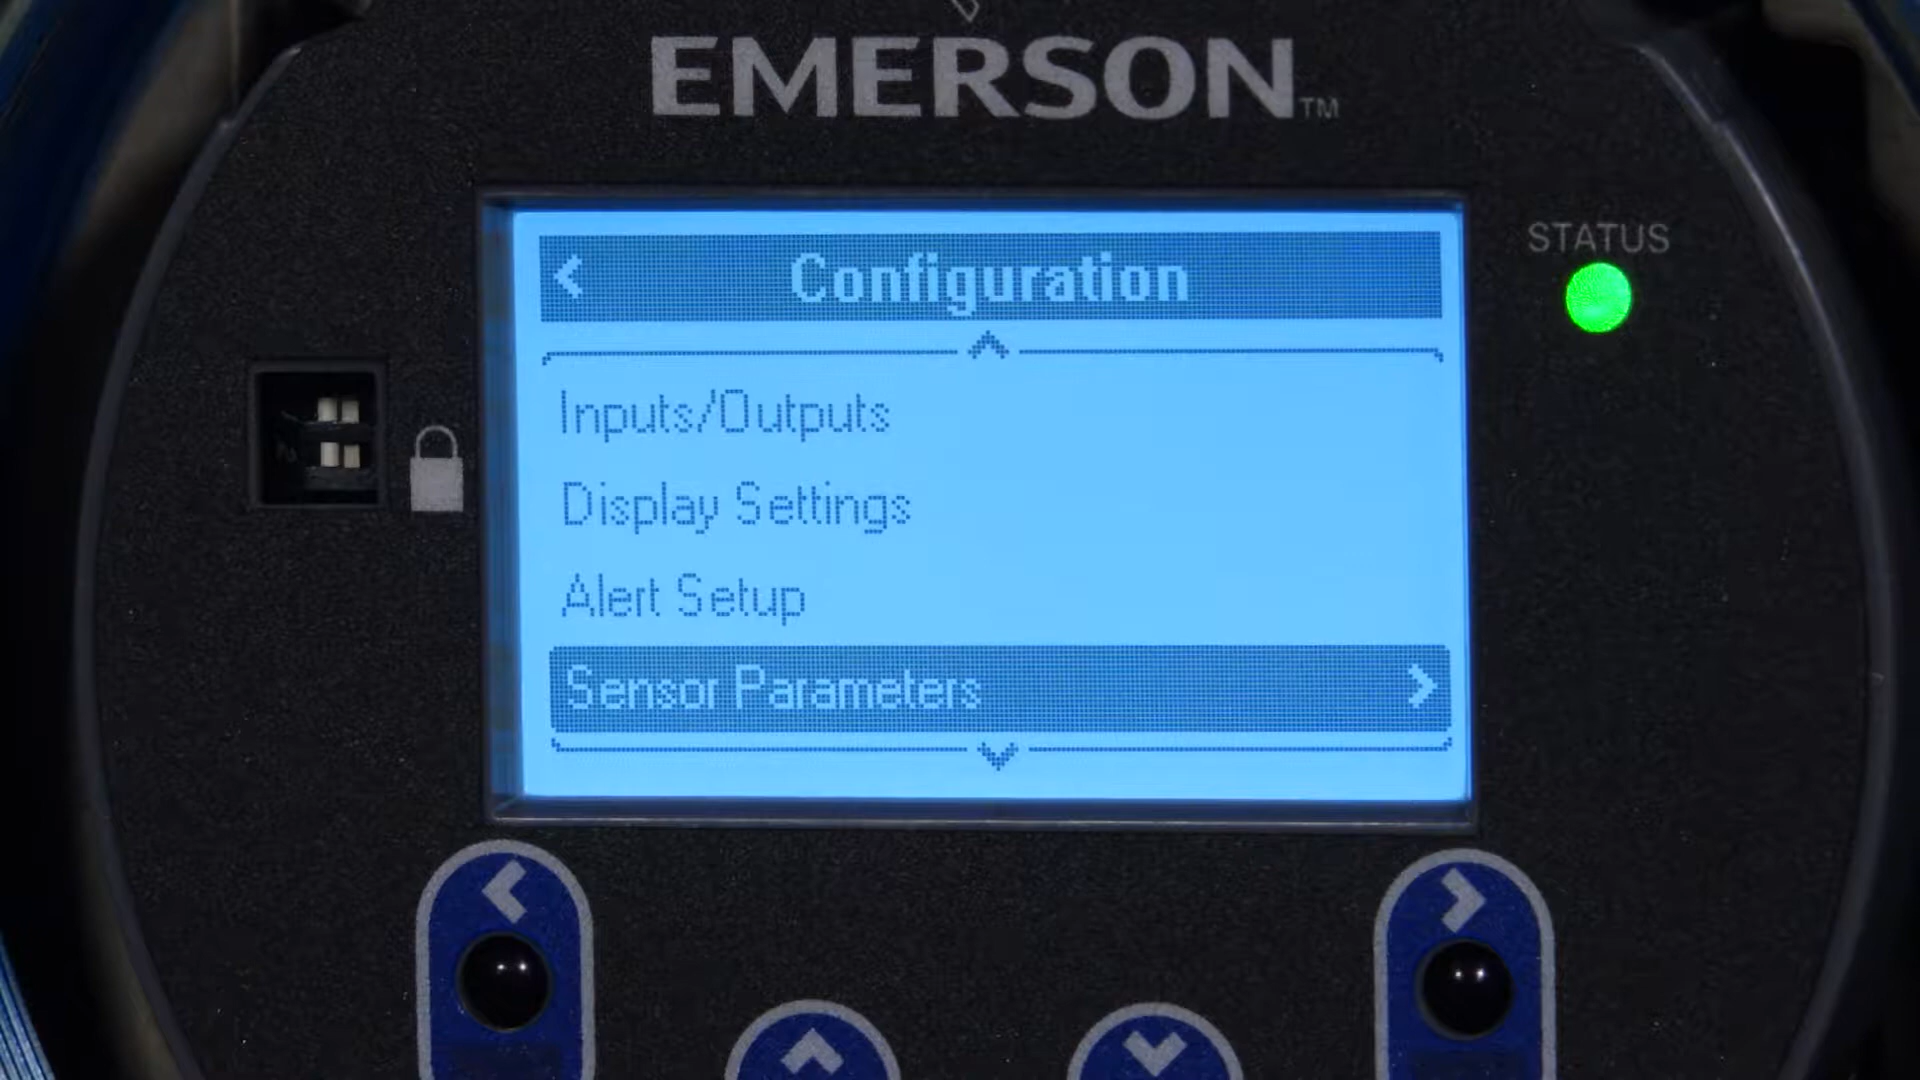 EMERSON™
STATUS
Configuration
Inputs/Outputs
Display Settings
Alert Setup
Sensor Parameters